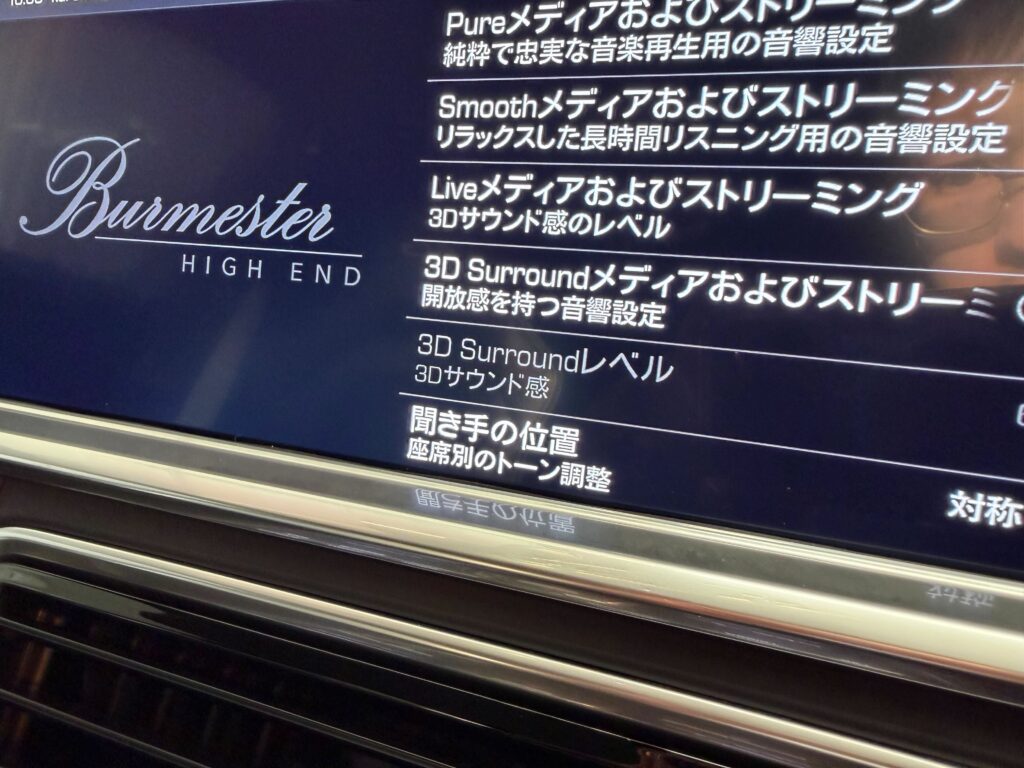 Burmester
HIGH END
Pureメディアおよびストリーミング
純粋で忠実な音楽再生用の音響設定
Smoothメディアおよびストリーミング
リラックスした長時間リスニング用の音響設定
Liveメディアおよびストリーミング
3Dサウンド感のレベル
3D Surroundメディアおよびストリーミ
開放感を持つ音響設定
3D Surroundレベル
3Dサウンド感
聞き手の位置
座席別のトーン調整
対称